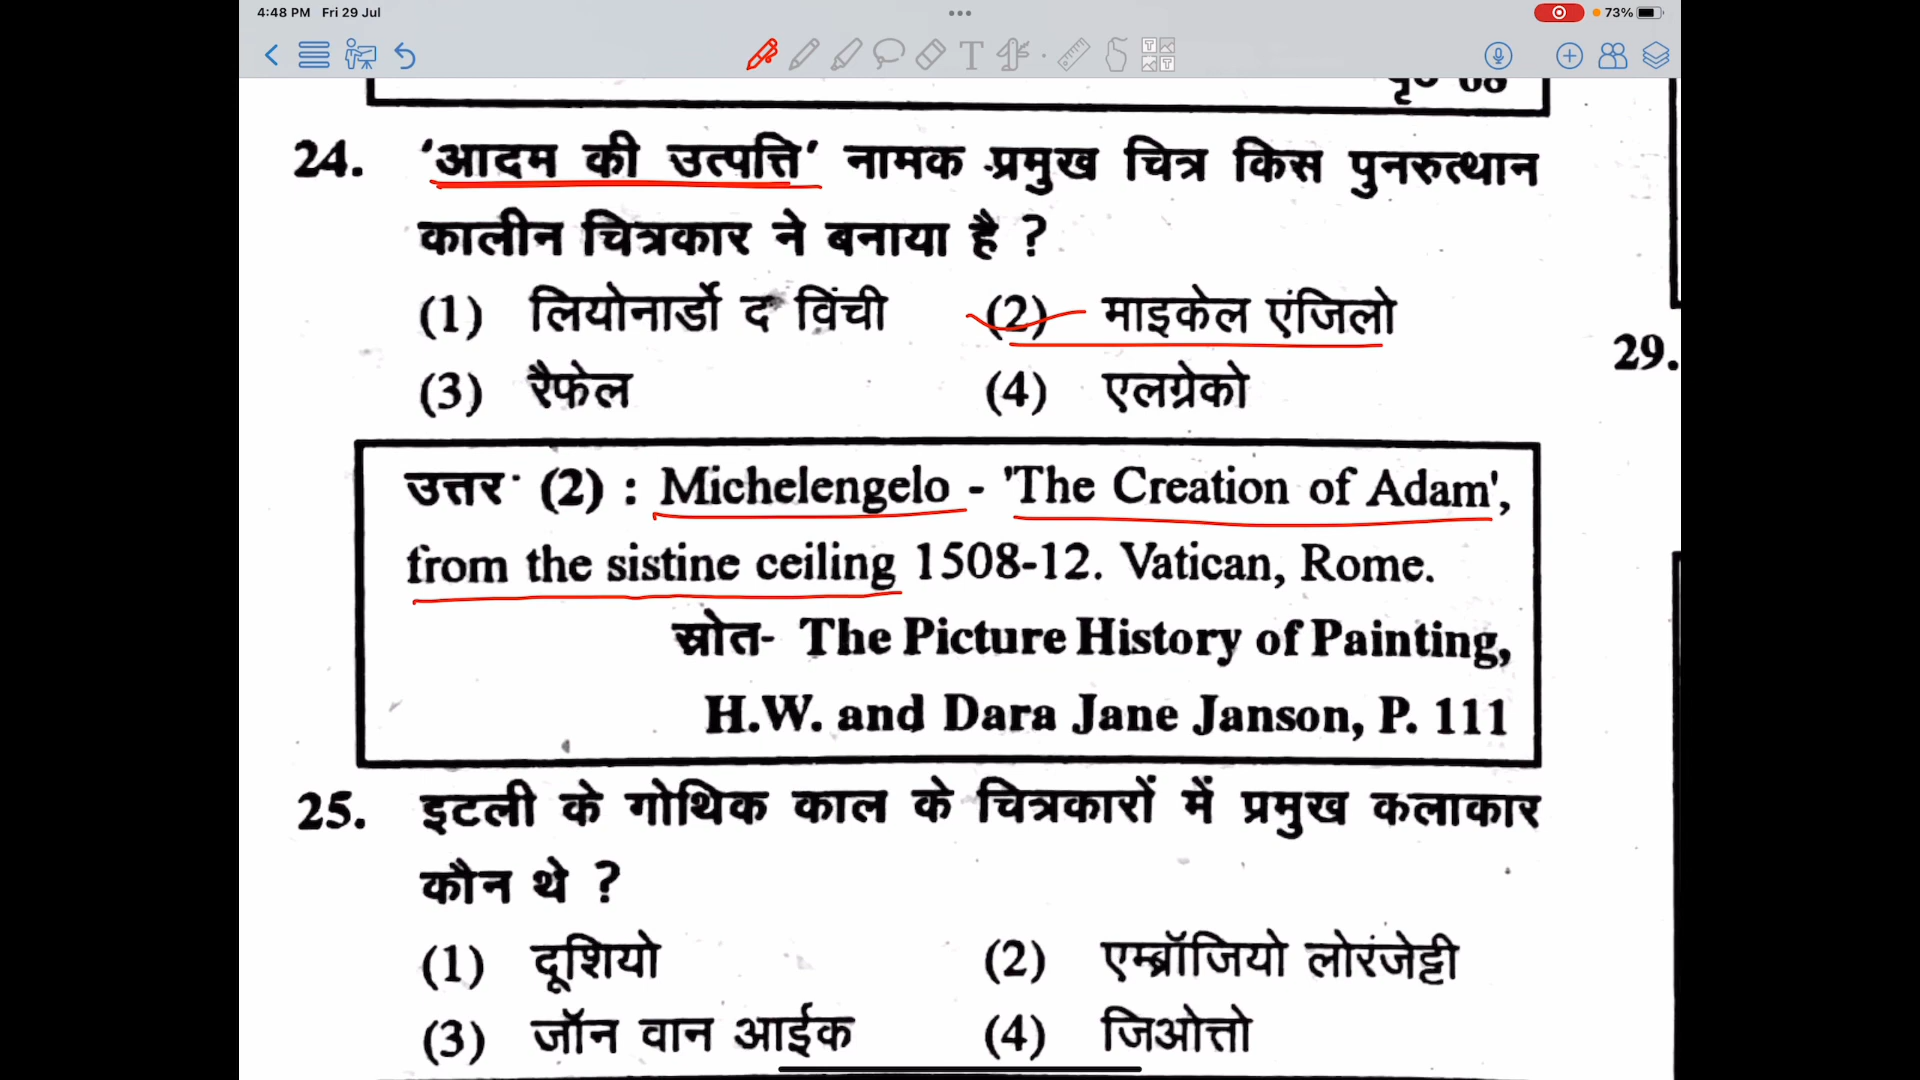 4:48 PM Fri 29 Jul
73%
24. ‘आदम की उत्पत्ति’ नामक प्रमुख चित्र किस पुनरुत्थान
कालीन चित्रकार ने बनाया है ?
(1) लियोनार्डो द विंची (2) माइकेल एंजिलो
(3) रैफेल (4) एलग्रेको
29.
उत्तर (2) : Michelengelo - 'The Creation of Adam',
from the sistine ceiling 1508-12. Vatican, Rome.
स्रोत- The Picture History of Painting,
H.W. and Dara Jane Janson, P. 111
25. इटली के गोथिक काल के चित्रकारों में प्रमुख कलाकार
कौन थे ?
(1) दूशियो (2) एम्ब्रॉजियो लोरंजेट्टी
(3) जॉन वान आईक (4) जिओत्तो